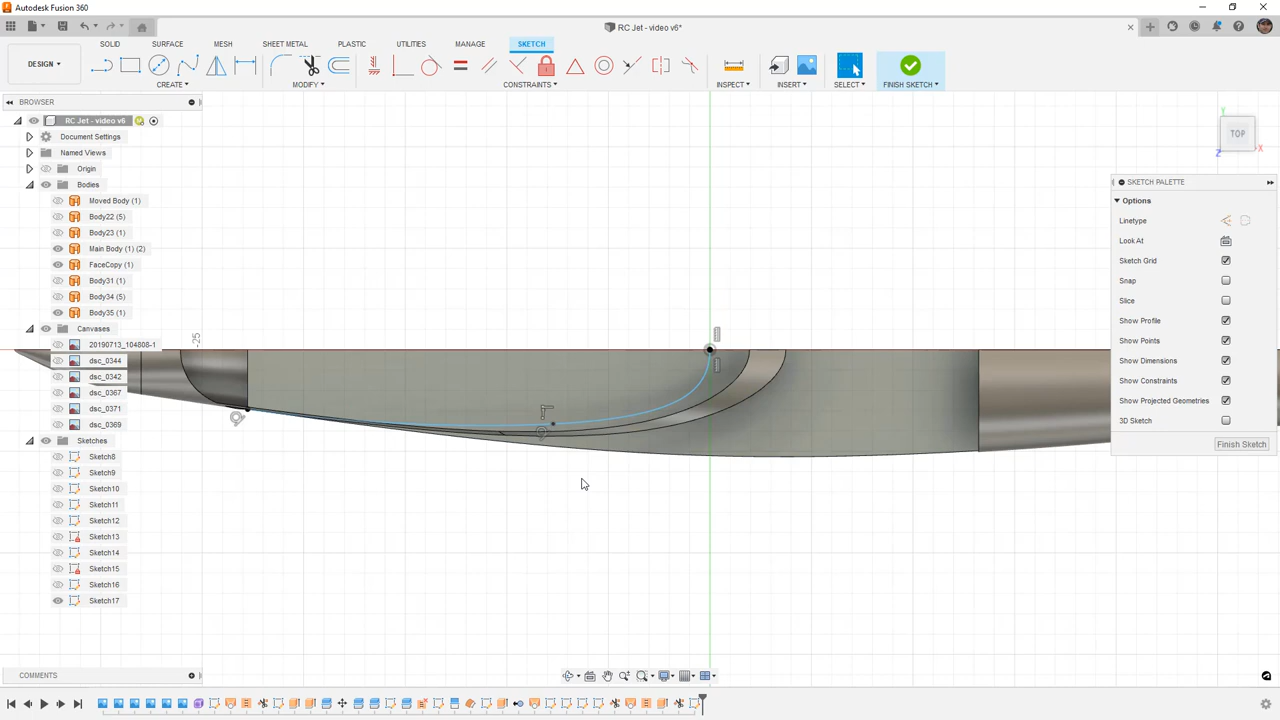 Autodesk Fusion 360
RC Jet - video v6*
SOLID SURFACE MESH SHEET METAL PLASTIC UTILITIES MANAGE SKETCH
DESIGN
CREATE MODIFY CONSTRAINTS INSPECT INSERT SELECT FINISH SKETCH
BROWSER
RC Jet - video v6
Document Settings
Named Views
Origin
Bodies
Moved Body (1)
Body22 (5)
Body23 (1)
Main Body (1) (2)
FaceCopy (1)
Body31 (1)
Body34 (5)
Body35 (1)
Canvases
20190713_104808-1
dsc_0344
dsc_0342
dsc_0367
dsc_0371
dsc_0369
Sketches
Sketch8
Sketch9
Sketch10
Sketch11
Sketch12
Sketch13
Sketch14
Sketch15
Sketch16
Sketch17
-25
Y
TOP
X
Z
SKETCH PALETTE
Options
Linetype
Look At
Sketch Grid
Snap
Slice
Show Profile
Show Points
Show Dimensions
Show Constraints
Show Projected Geometries
3D Sketch
Finish Sketch
COMMENTS